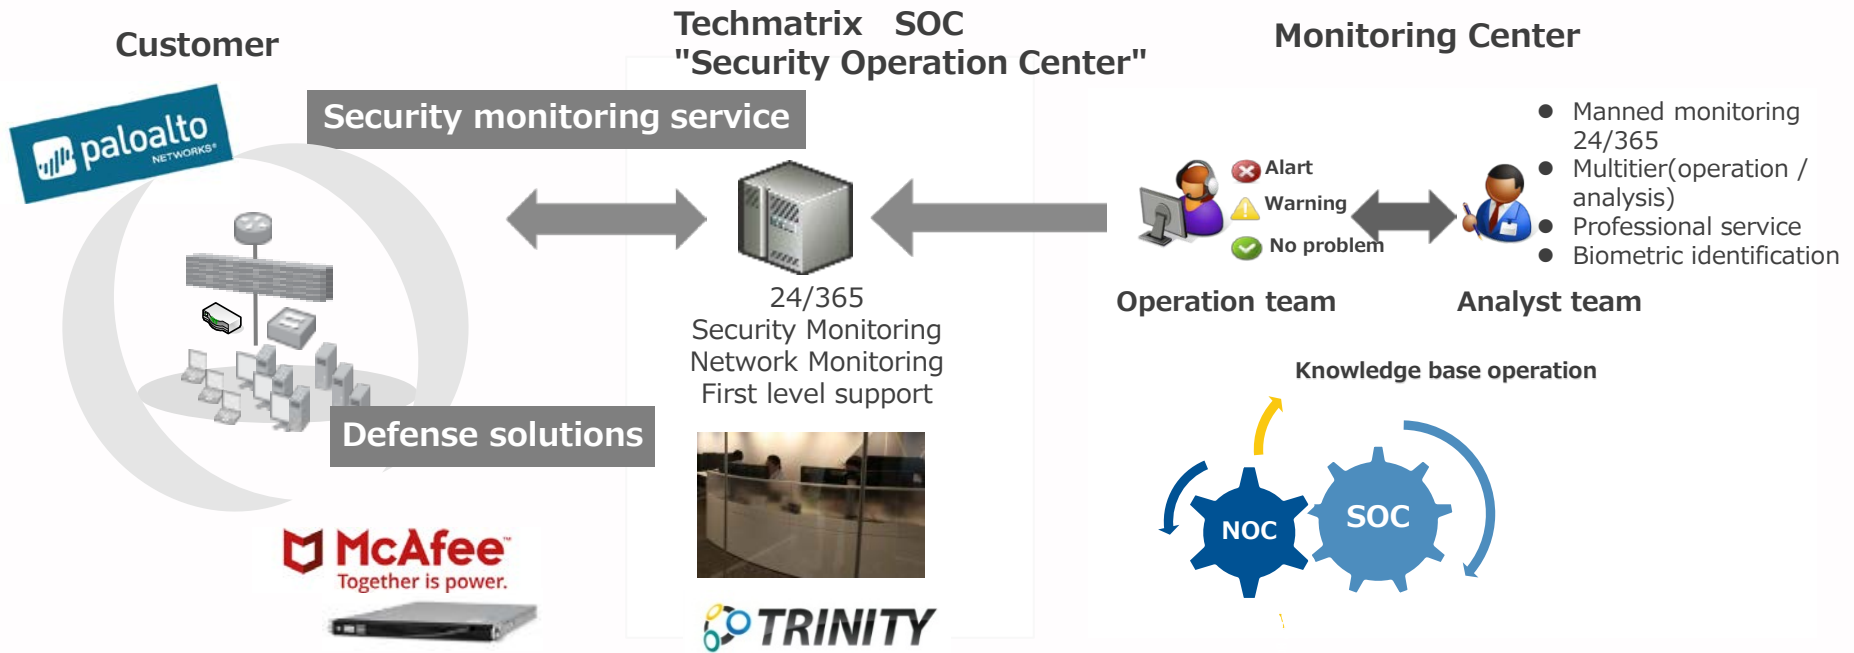 Customer
Techmatrix SOC
"Security Operation Center"
Monitoring Center
paloalto
NETWORKS®
Security monitoring service
Defense solutions
McAfee™
Together is power.
24/365
Security Monitoring
Network Monitoring
First level support
TRINITY
Alart
Warning
No problem
Operation team
Analyst team
● Manned monitoring
24/365
● Multitier(operation /
analysis)
● Professional service
● Biometric identification
Knowledge base operation
NOC
SOC